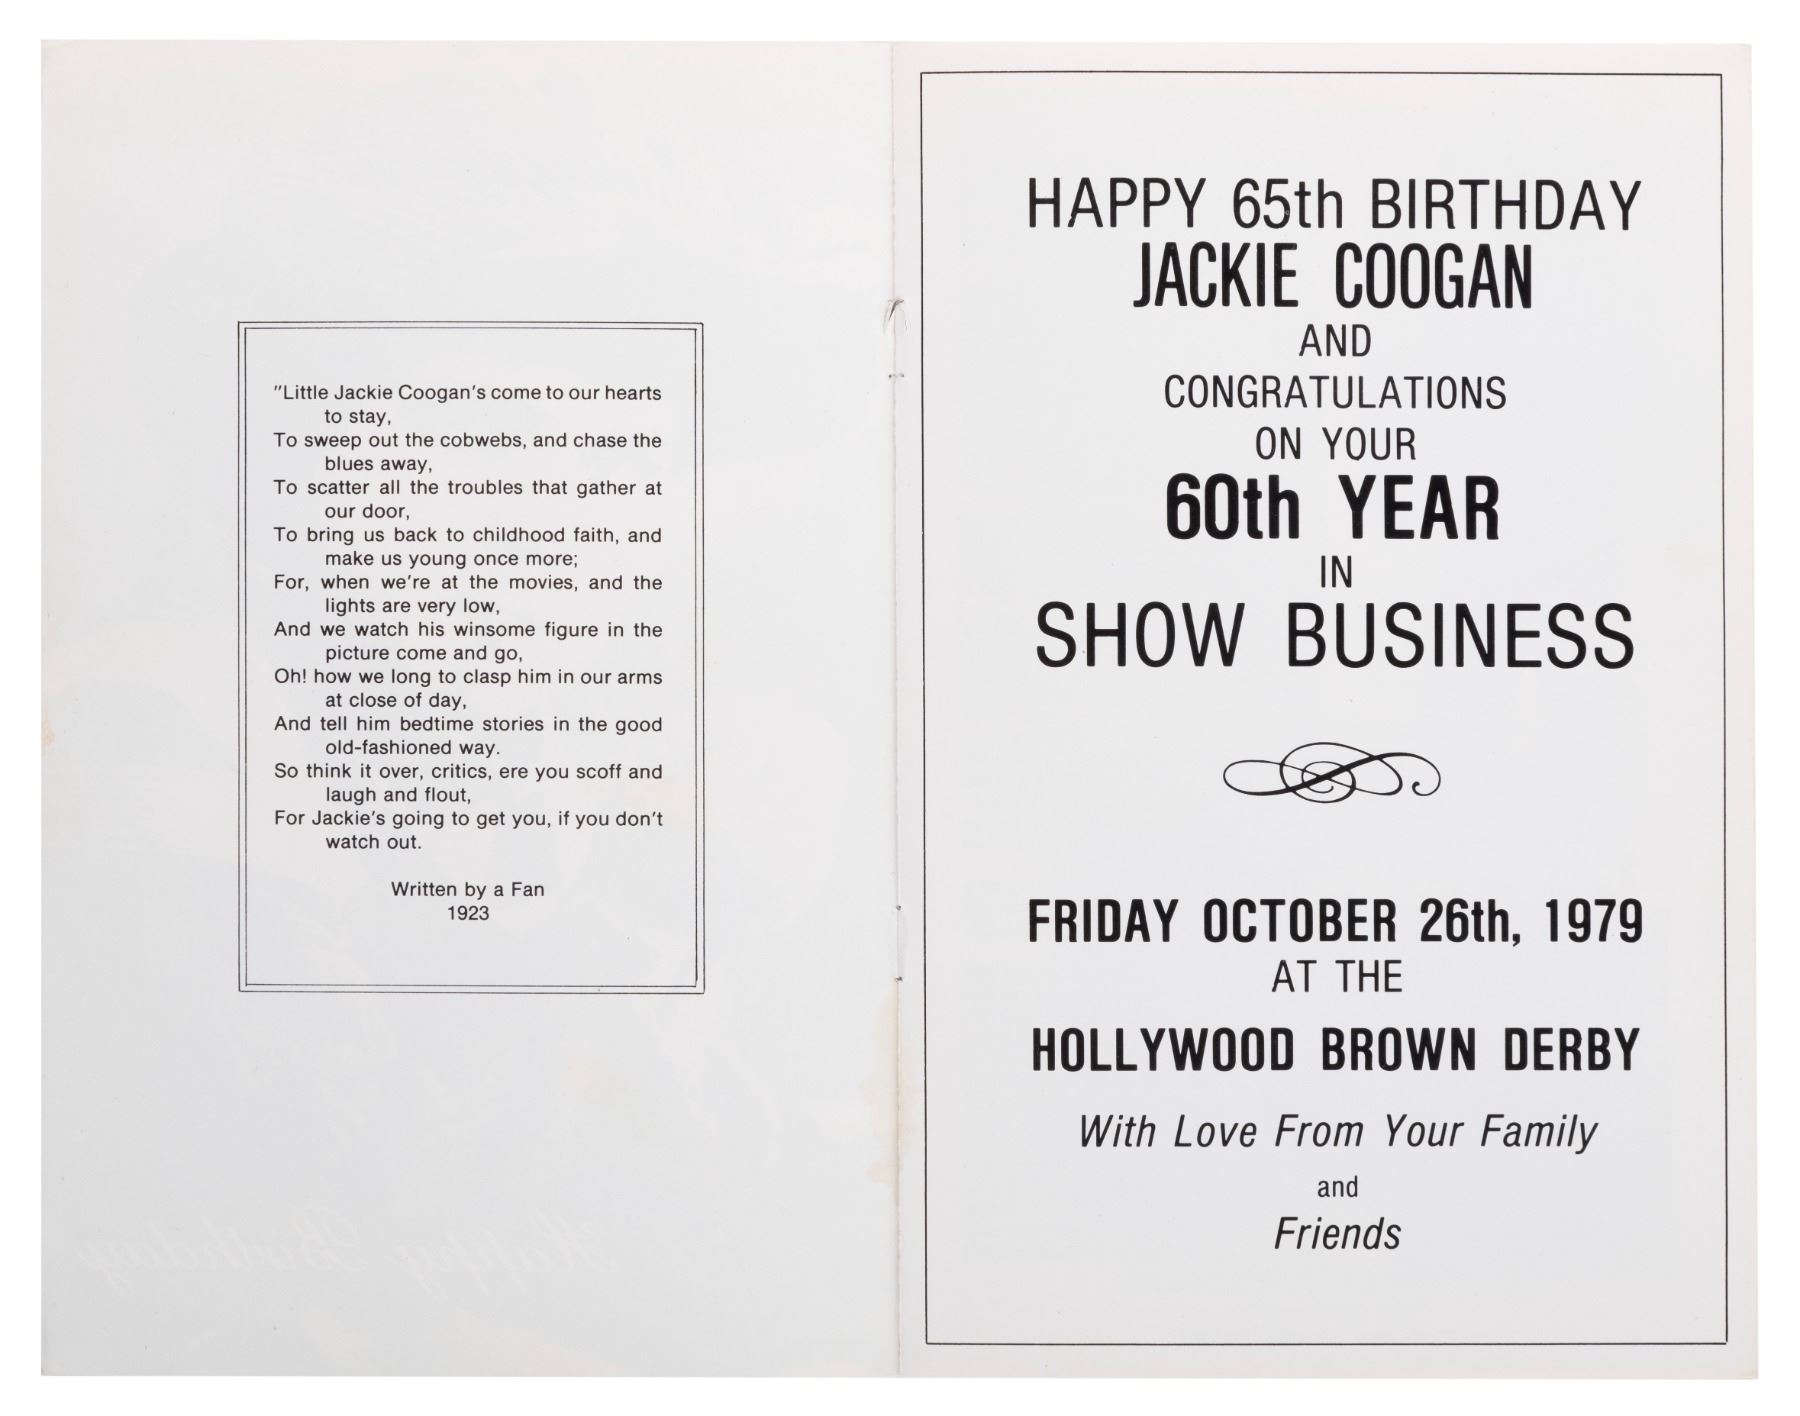 "Little Jackie Coogan's come to our hearts
to stay,
To sweep out the cobwebs, and chase the
blues away,
To scatter all the troubles that gather at
our door,
To bring us back to childhood faith, and
make us young once more;
For, when we're at the movies, and the
lights are very low,
And we watch his winsome figure in the
picture come and go,
Oh! how we long to clasp him in our arms
at close of day,
And tell him bedtime stories in the good
old-fashioned way.
So think it over, critics, ere you scoff and
laugh and flout,
For Jackie's going to get you, if you don't
watch out.
Written by a Fan
1923
Happy Birthday
HAPPY 65th BIRTHDAY
JACKIE COOGAN
AND
CONGRATULATIONS
ON YOUR
60th YEAR
IN
SHOW BUSINESS
FRIDAY OCTOBER 26th, 1979
AT THE
HOLLYWOOD BROWN DERBY
With Love From Your Family
and
Friends